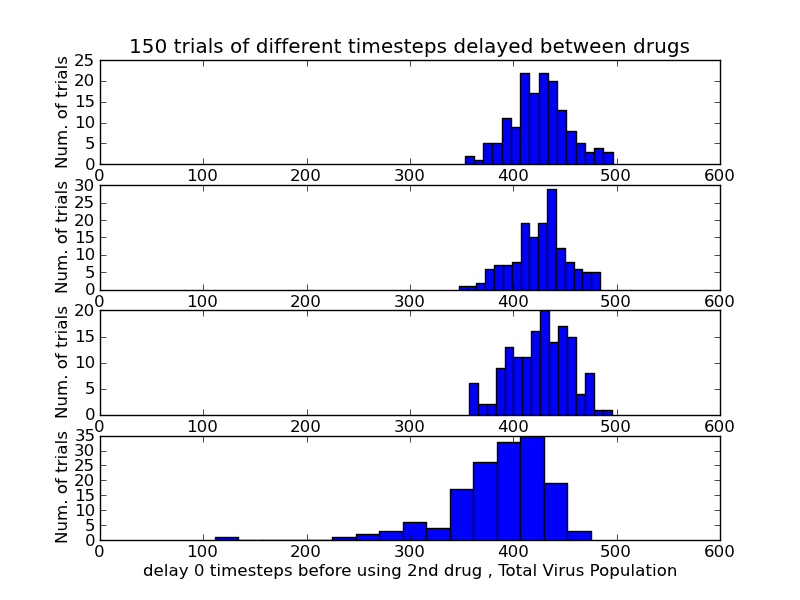 150 trials of different timesteps delayed between drugs
Num. of trials
25
20
15
10
5
0
0 100 200 300 400 500 600
Num. of trials
30
25
20
15
10
5
0
0 100 200 300 400 500 600
Num. of trials
20
15
10
5
0
0 100 200 300 400 500 600
Num. of trials
35
30
25
20
15
10
5
0
0 100 200 300 400 500 600
delay 0 timesteps before using 2nd drug , Total Virus Population